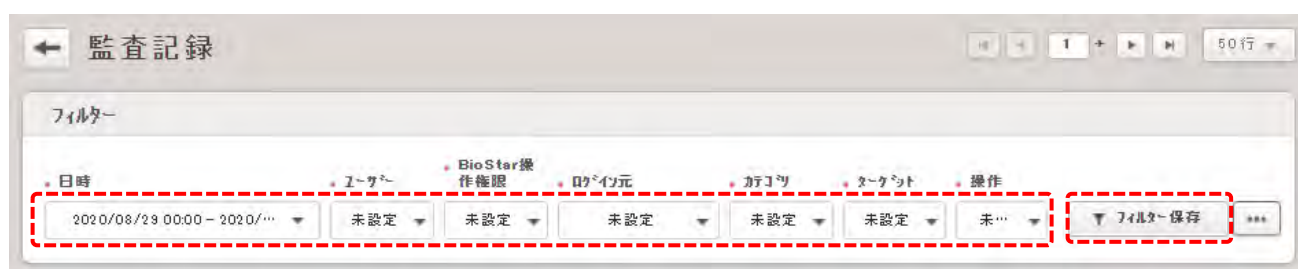 監査記録
1
+
50行
フィルター
日時
ユーザー
BioStar操
作権限
ログイン元
カテゴリ
ターゲット
操作
2020/08/29 00:00 - 2020/…
未設定
未設定
未設定
未設定
未設定
未…
フィルター保存
•••